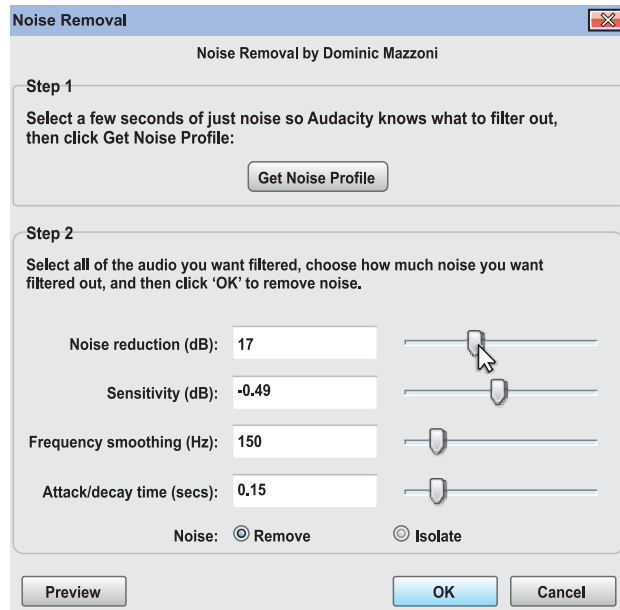 Noise Removal
Noise Removal by Dominic Mazzoni
Step 1
Select a few seconds of just noise so Audacity knows what to filter out,
then click Get Noise Profile:
Get Noise Profile
Step 2
Select all of the audio you want filtered, choose how much noise you want
filtered out, and then click ‘OK’ to remove noise.
Noise reduction (dB): 17
Sensitivity (dB): -0.49
Frequency smoothing (Hz): 150
Attack/decay time (secs): 0.15
Noise: Remove Isolate
Preview OK Cancel